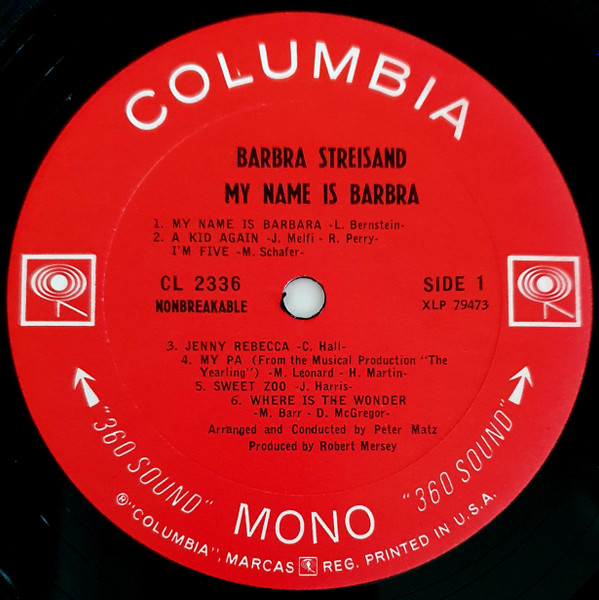 COLUMBIA
BARBRA STREISAND
MY NAME IS BARBRA
1. MY NAME IS BARBARA -L. Bernstein-
2. A KID AGAIN -J. Melfi - R. Perry-
I'M FIVE -M. Schafer-
CL 2336
NONBREAKABLE
SIDE 1
XLP 79473
3. JENNY REBECCA -C. Hall-
4. MY PA (From the Musical Production "The
Yearling") -M. Leonard - H. Martin-
5. SWEET ZOO -J. Harris-
6. WHERE IS THE WONDER
-M. Barr - D. McGregor-
Arranged and Conducted by Peter Matz
Produced by Robert Mersey
"360 SOUND"
MONO
"360 SOUND"
®"COLUMBIA", MARCAS REG. PRINTED IN U.S.A.